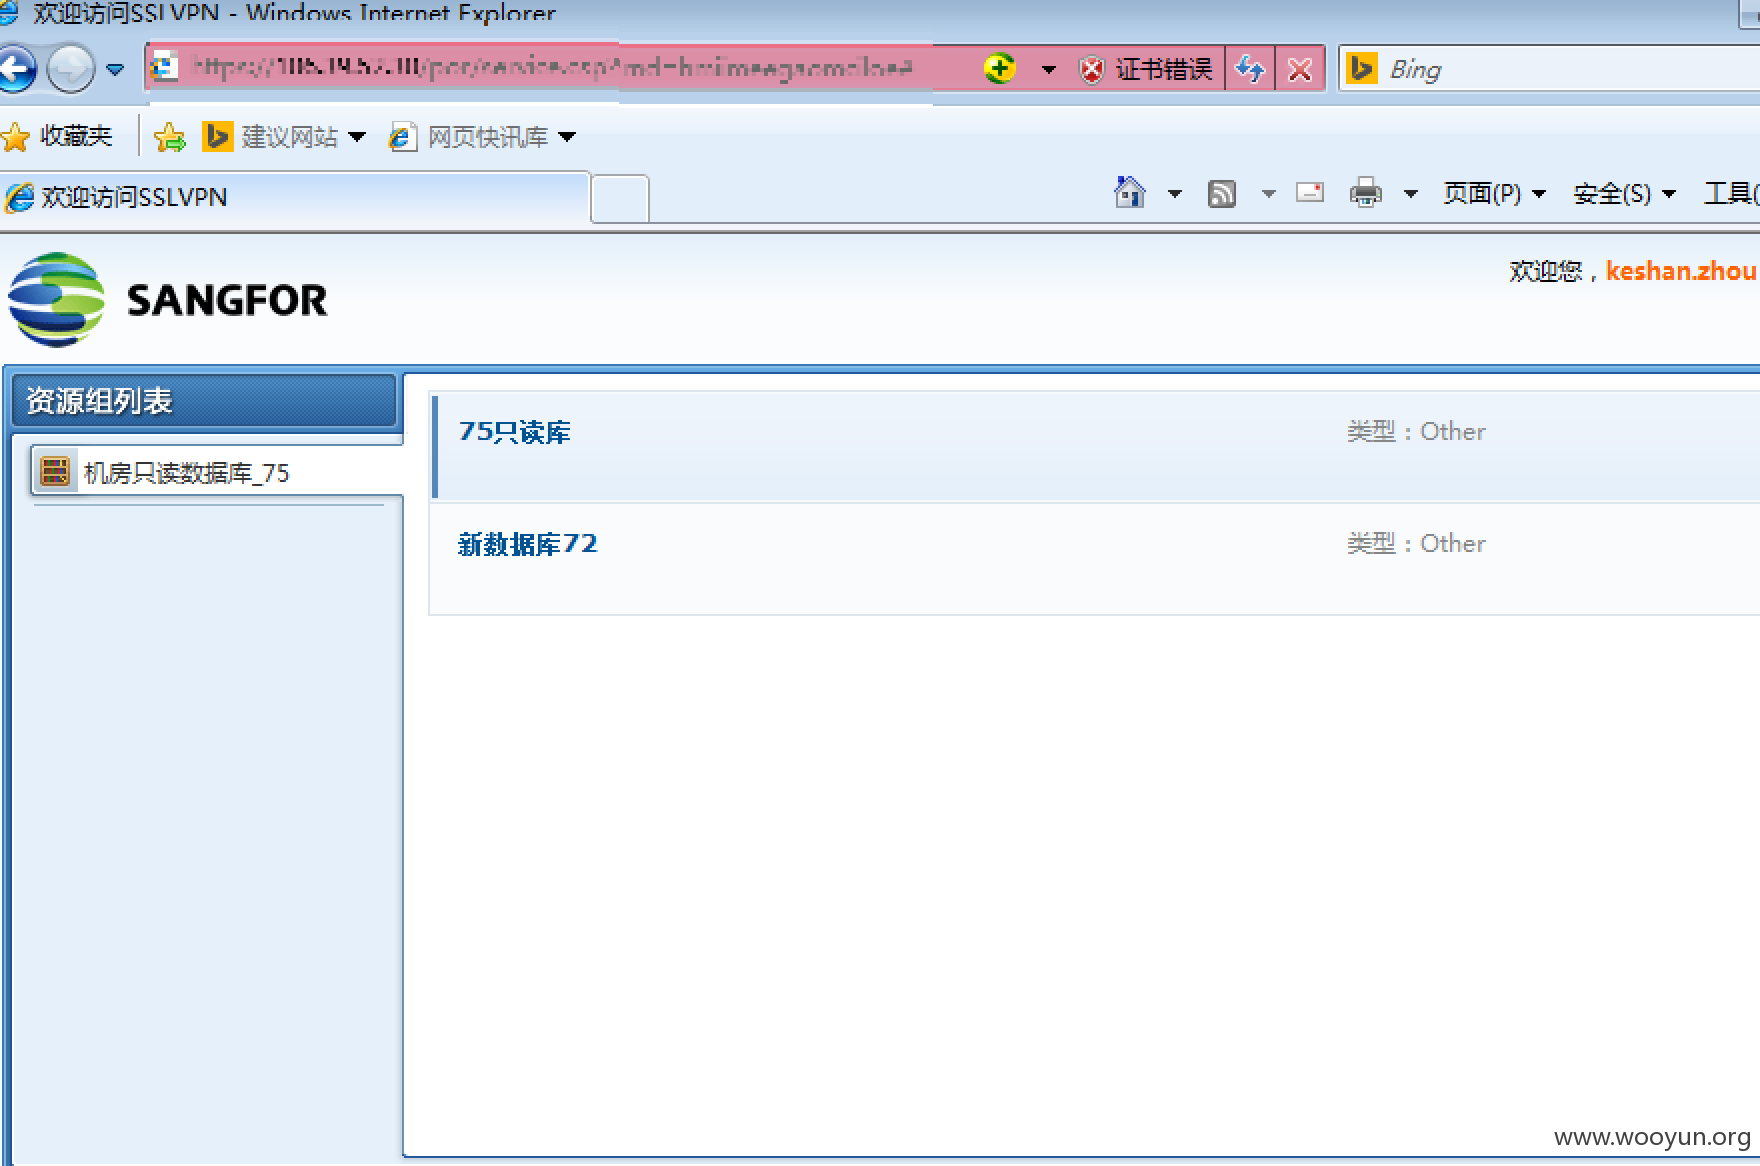 欢迎访问SSLVPN - Windows Internet Explorer
证书错误
Bing
收藏夹
建议网站
网页快讯库
欢迎访问SSLVPN
页面(P)
安全(S)
工具(
SANGFOR
欢迎您，keshan.zhou
资源组列表
机房只读数据库_75
75只读库
类型：Other
新数据库72
类型：Other
www.wooyun.org